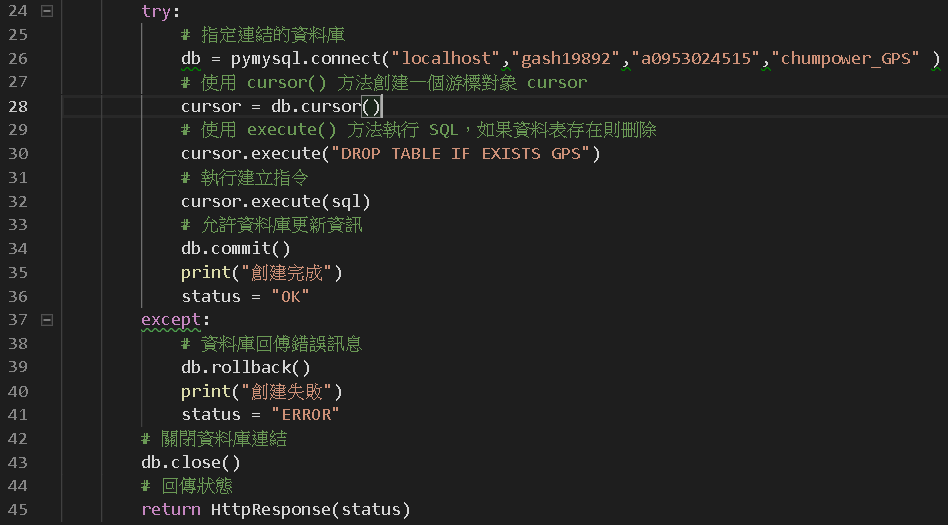 24 try:
25 # 指定連結的資料庫
26 db = pymysql.connect("localhost","gash19892","a0953024515","chumpower_GPS" )
27 # 使用 cursor() 方法創建一個游標對象 cursor
28 cursor = db.cursor()
29 # 使用 execute() 方法執行 SQL，如果資料表存在則刪除
30 cursor.execute("DROP TABLE IF EXISTS GPS")
31 # 執行建立指令
32 cursor.execute(sql)
33 # 允許資料庫更新資訊
34 db.commit()
35 print("創建完成")
36 status = "OK"
37 except:
38 # 資料庫回傳錯誤訊息
39 db.rollback()
40 print("創建失敗")
41 status = "ERROR"
42 # 關閉資料庫連結
43 db.close()
44 # 回傳狀態
45 return HttpResponse(status)